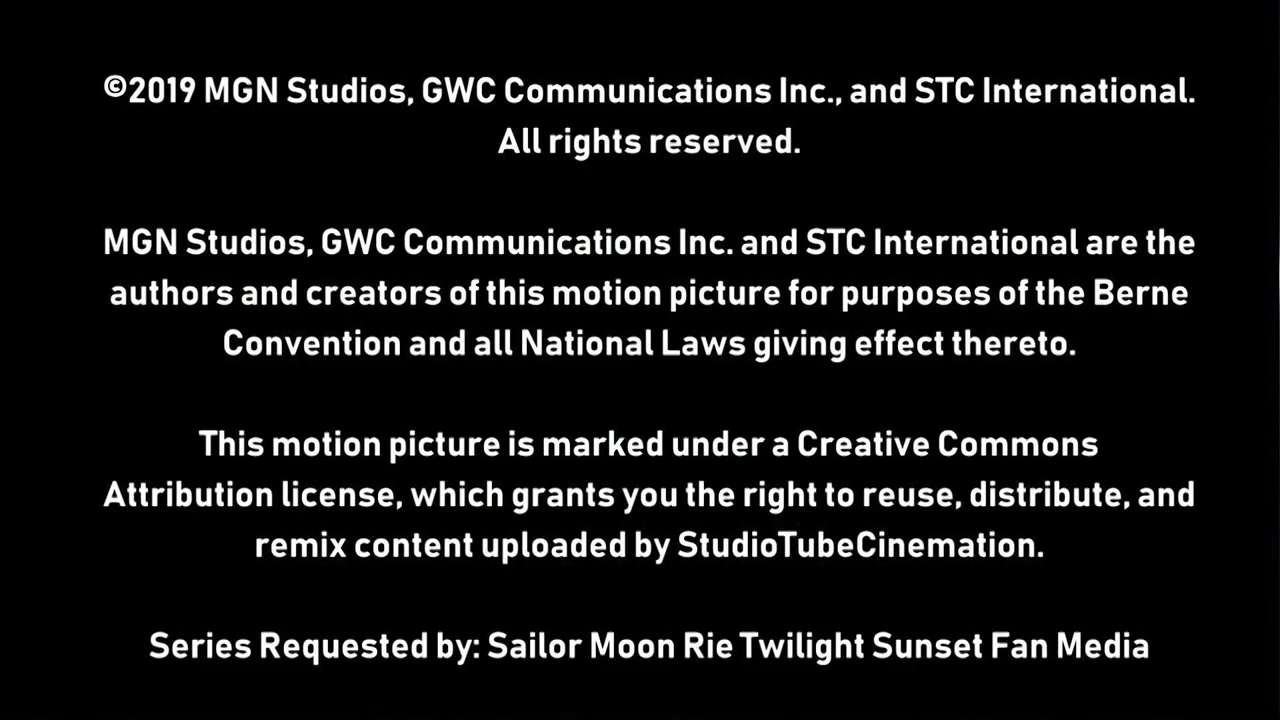 ©2019 MGN Studios, GWC Communications Inc., and STC International.
All rights reserved.
MGN Studios, GWC Communications Inc. and STC International are the
authors and creators of this motion picture for purposes of the Berne
Convention and all National Laws giving effect thereto.
This motion picture is marked under a Creative Commons
Attribution license, which grants you the right to reuse, distribute, and
remix content uploaded by StudioTubeCinemation.
Series Requested by: Sailor Moon Rie Twilight Sunset Fan Media